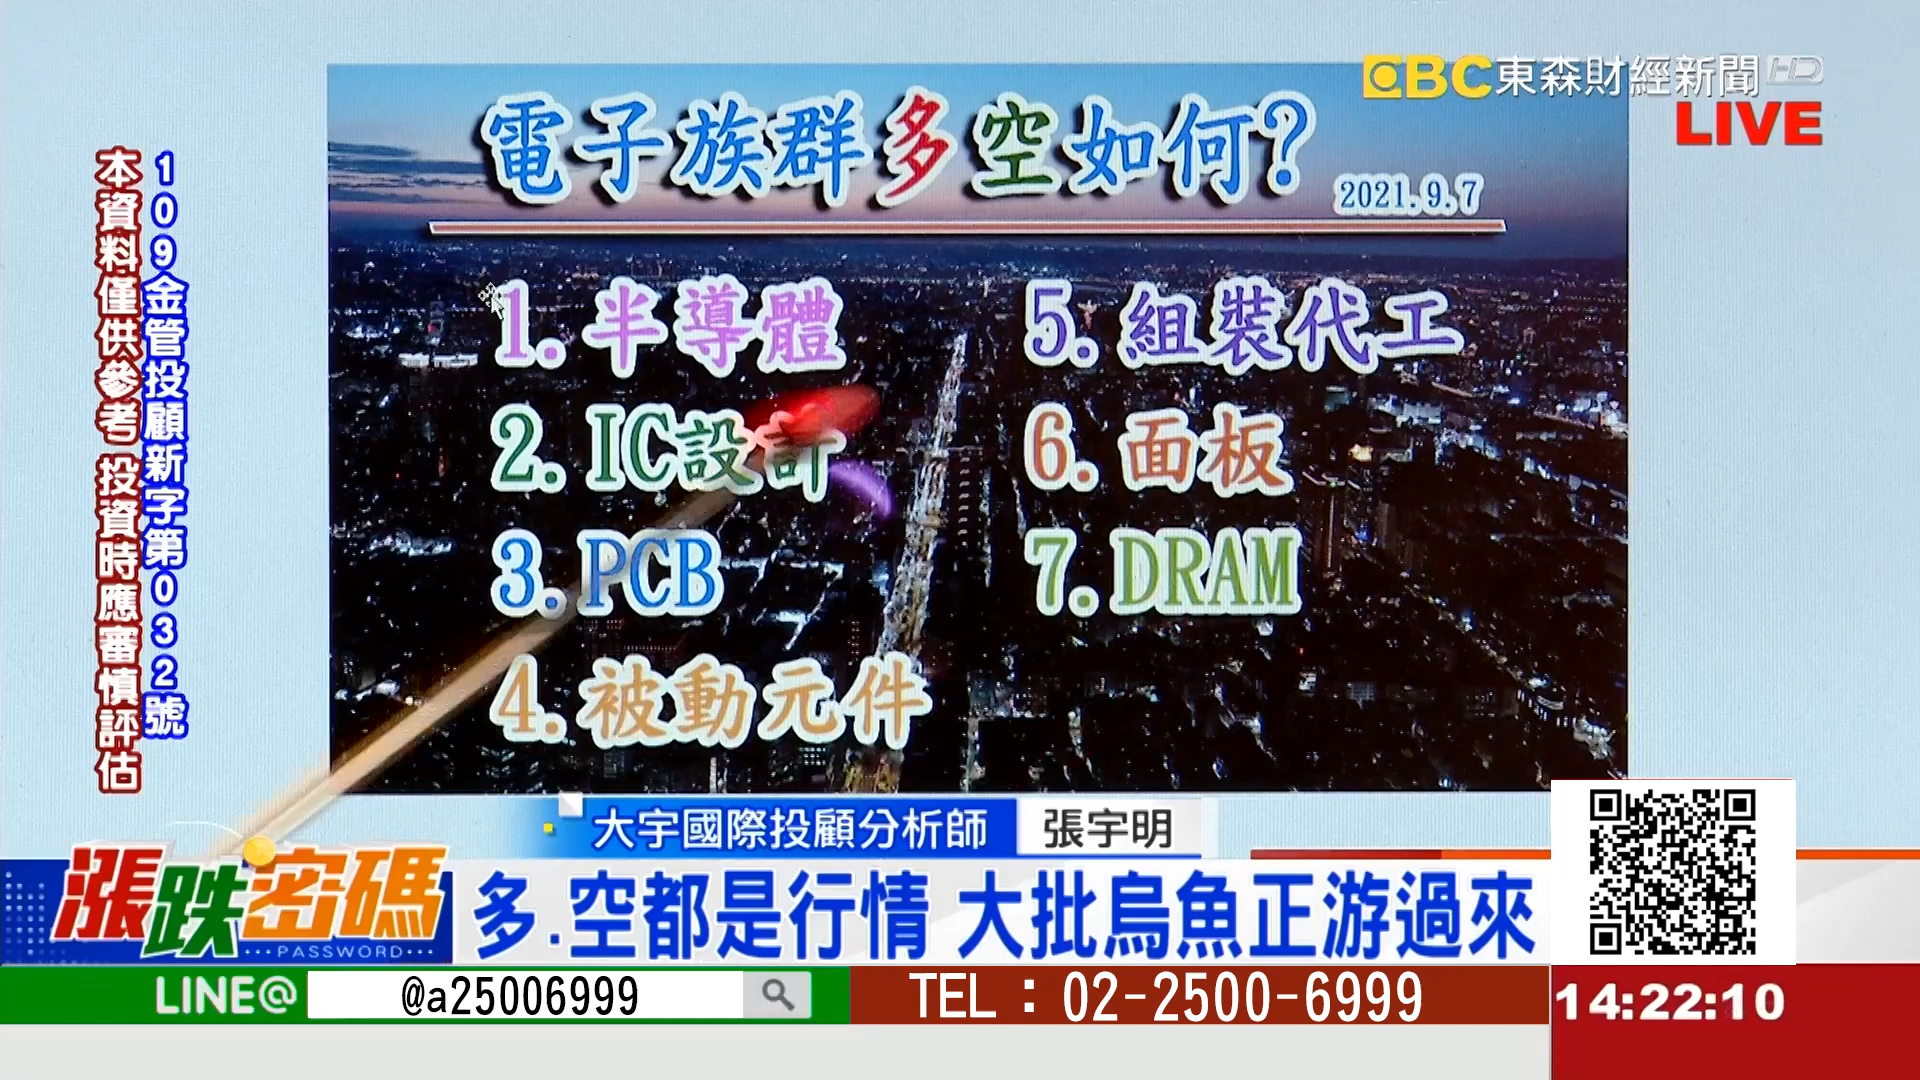 EBC東森財經新聞HD
LIVE
109金管投顧新字第032號
本資料僅供參考 投資時應審慎評估
電子族群多空如何?
2021.9.7
1.半導體
2.IC設計
3.PCB
4.被動元件
5.組裝代工
6.面板
7.DRAM
大宇國際投顧分析師 張宇明
漲跌密碼
PASSWORD
多.空都是行情 大批烏魚正游過來
LINE@ @a25006999
TEL：02-2500-6999
14:22:10